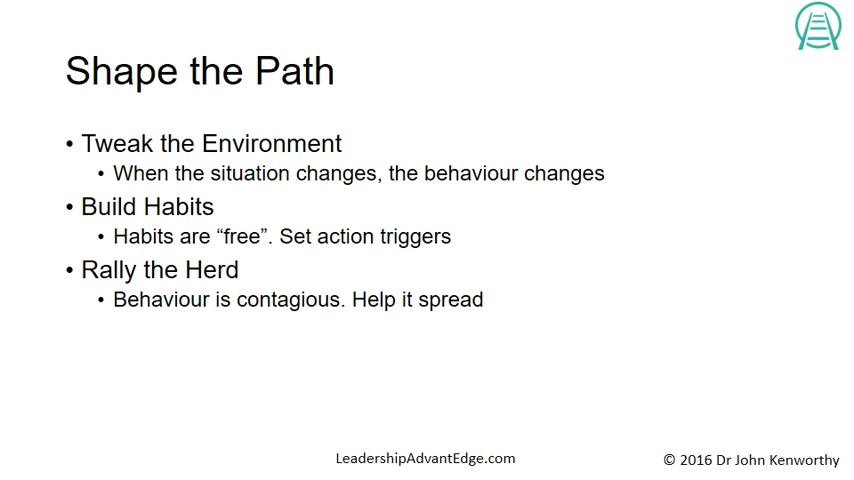 Shape the Path
• Tweak the Environment
• When the situation changes, the behaviour changes
• Build Habits
• Habits are “free”. Set action triggers
• Rally the Herd
• Behaviour is contagious. Help it spread
LeadershipAdvantEdge.com
© 2016 Dr John Kenworthy